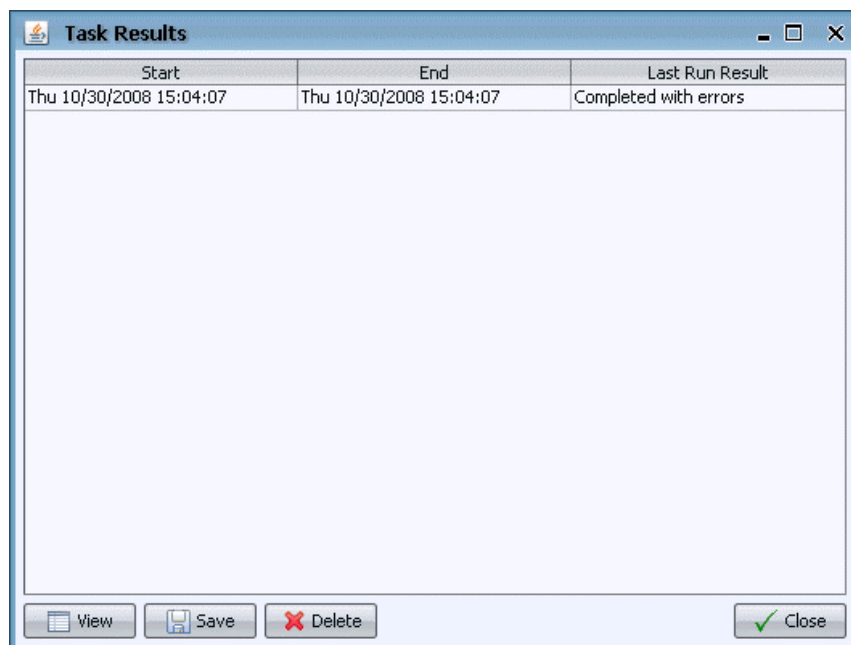 Task Results
Start End Last Run Result
Thu 10/30/2008 15:04:07 Thu 10/30/2008 15:04:07 Completed with errors
View Save Delete Close